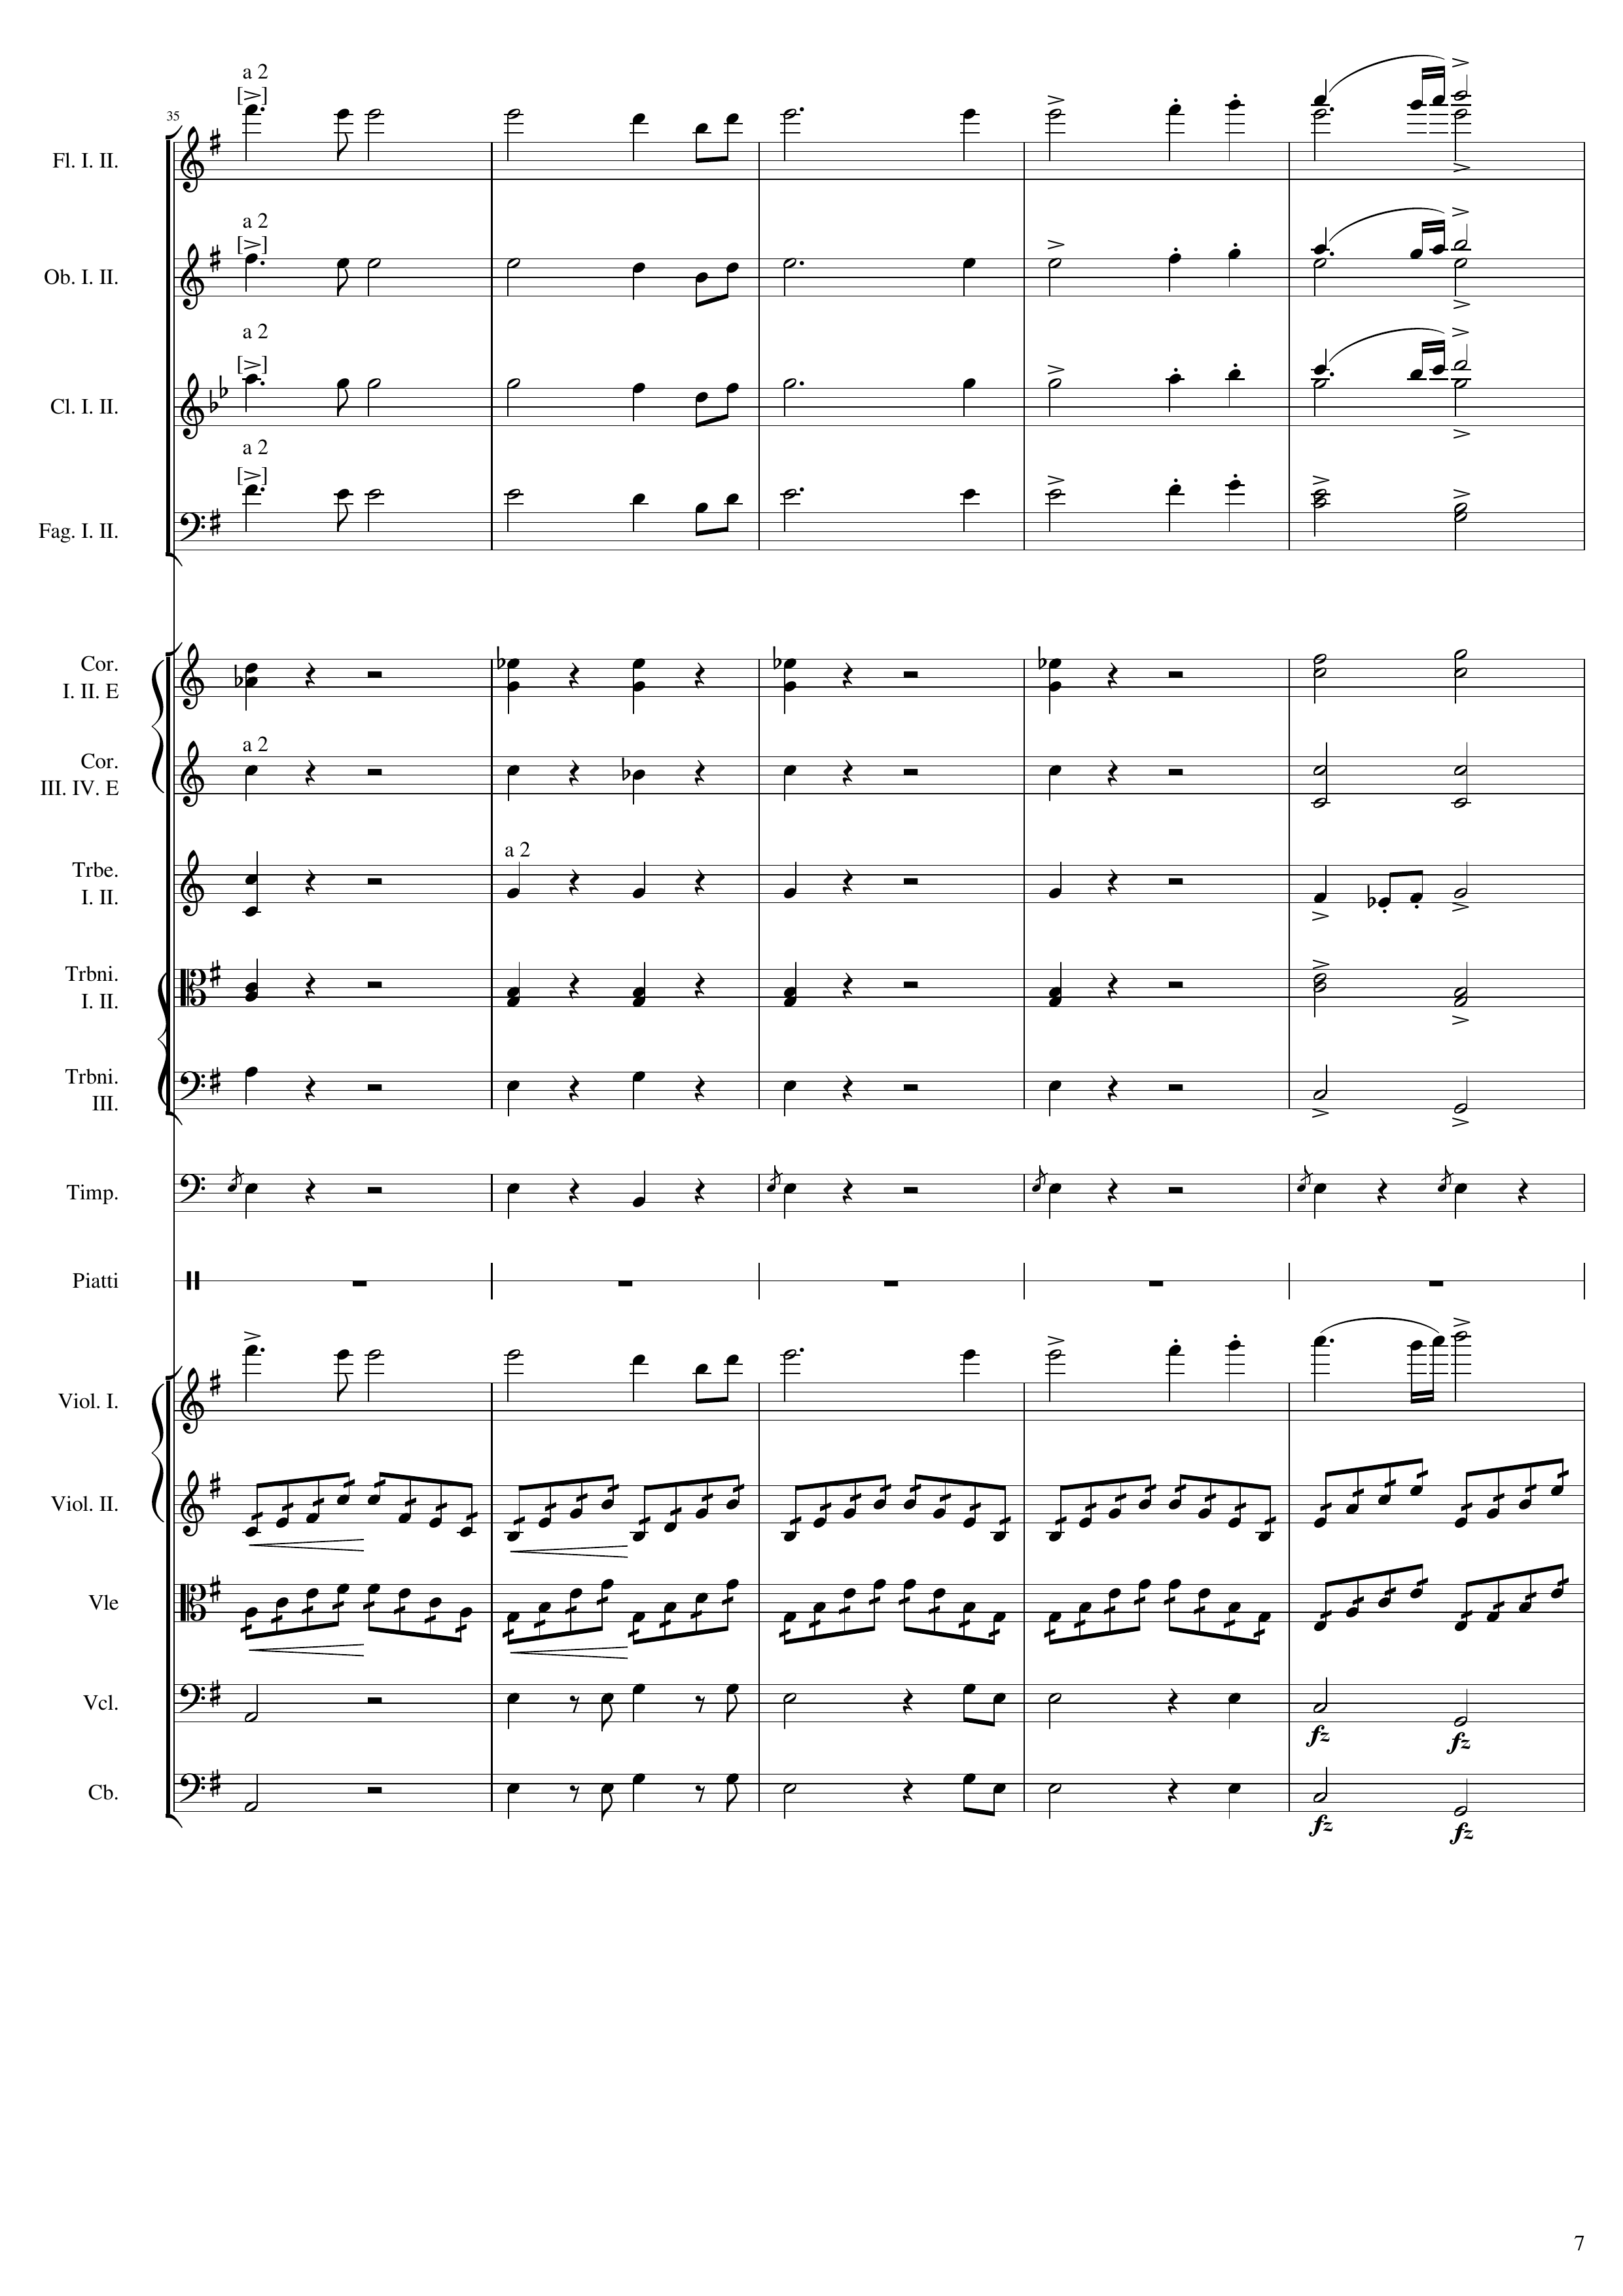 a 2
[>]
35
Fl. I. II.
a 2
[>]
Ob. I. II.
a 2
[>]
Cl. I. II.
a 2
[>]
Fag. I. II.
Cor.
I. II. E
a 2
Cor.
III. IV. E
a 2
Trbe.
I. II.
Trbni.
I. II.
Trbni.
III.
Timp.
Piatti
Viol. I.
Viol. II.
Vle
Vcl.
fz fz
Cb.
fz fz
7